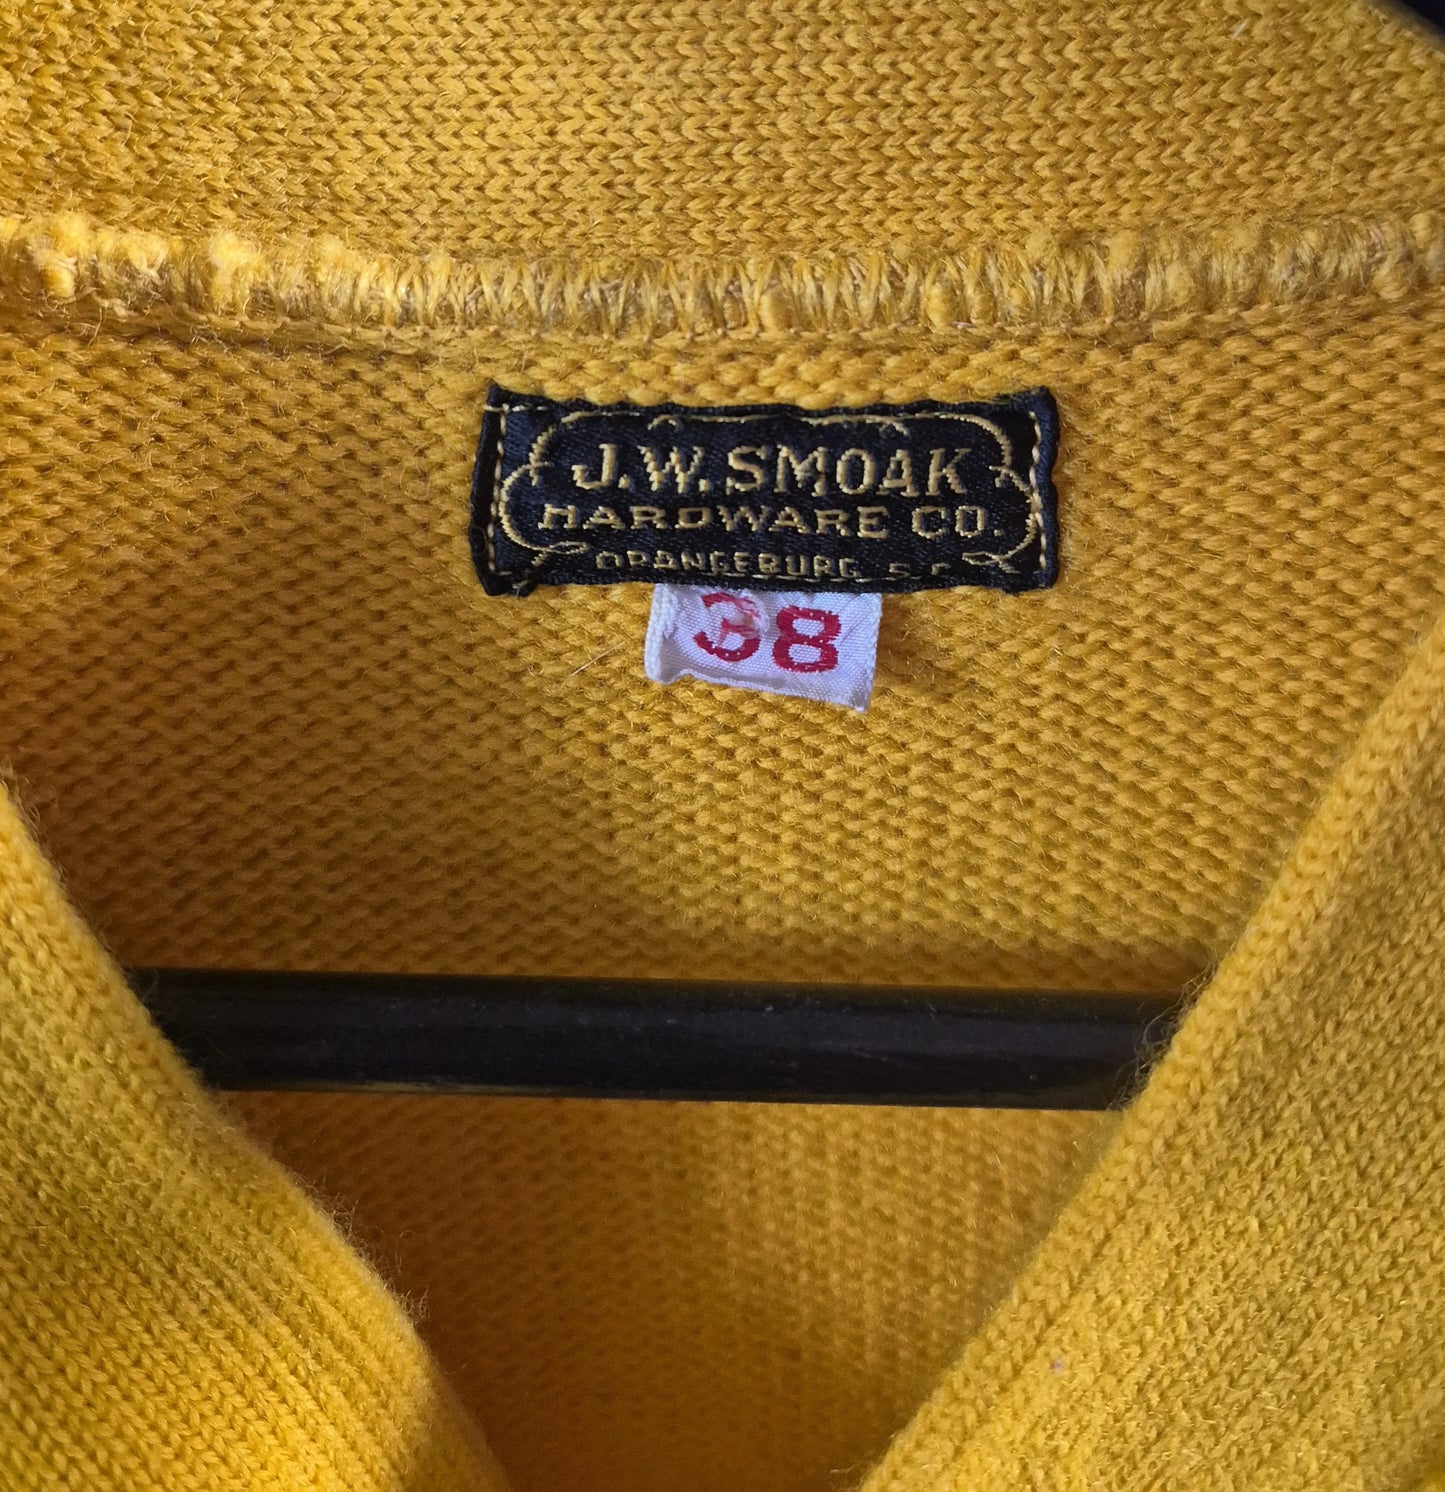 J.W. SMOAK
HARDWARE CO.
ORANGEBURG, S.C.
38